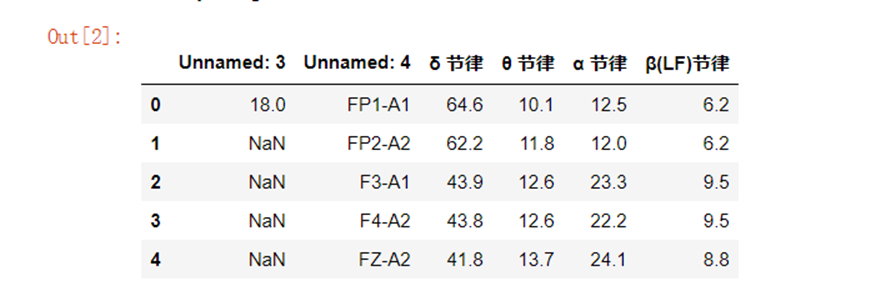 Out[2]:
Unnamed: 3 Unnamed: 4 δ 节律 θ 节律 α 节律 β(LF)节律
0 18.0 FP1-A1 64.6 10.1 12.5 6.2
1 NaN FP2-A2 62.2 11.8 12.0 6.2
2 NaN F3-A1 43.9 12.6 23.3 9.5
3 NaN F4-A2 43.8 12.6 22.2 9.5
4 NaN FZ-A2 41.8 13.7 24.1 8.8